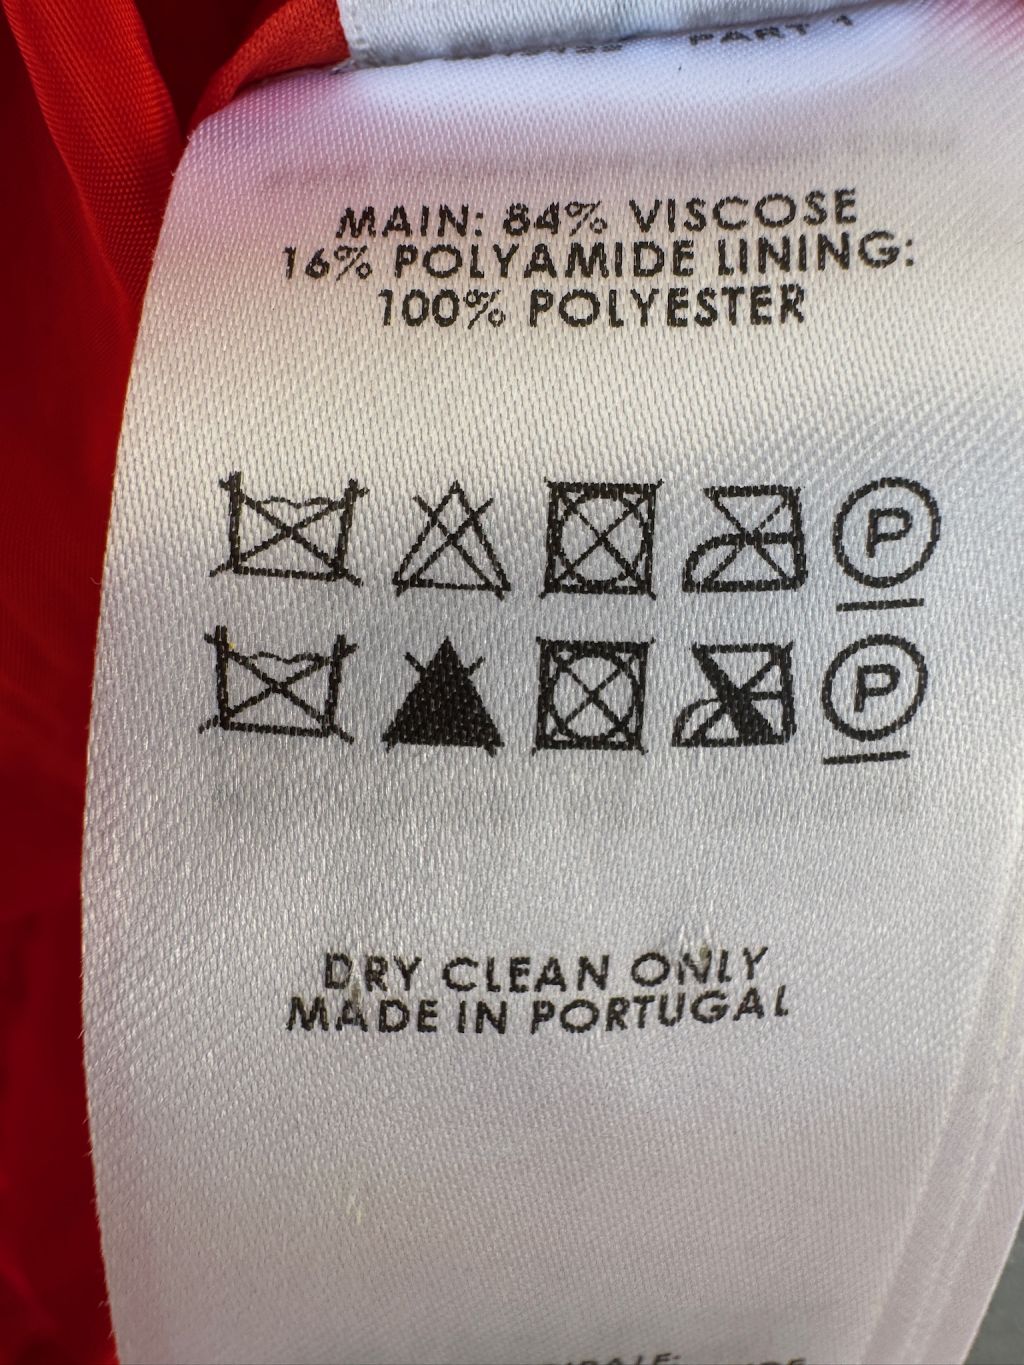 PART 1
MAIN: 84% VISCOSE
16% POLYAMIDE LINING:
100% POLYESTER
P
P
DRY CLEAN ONLY
MADE IN PORTUGAL